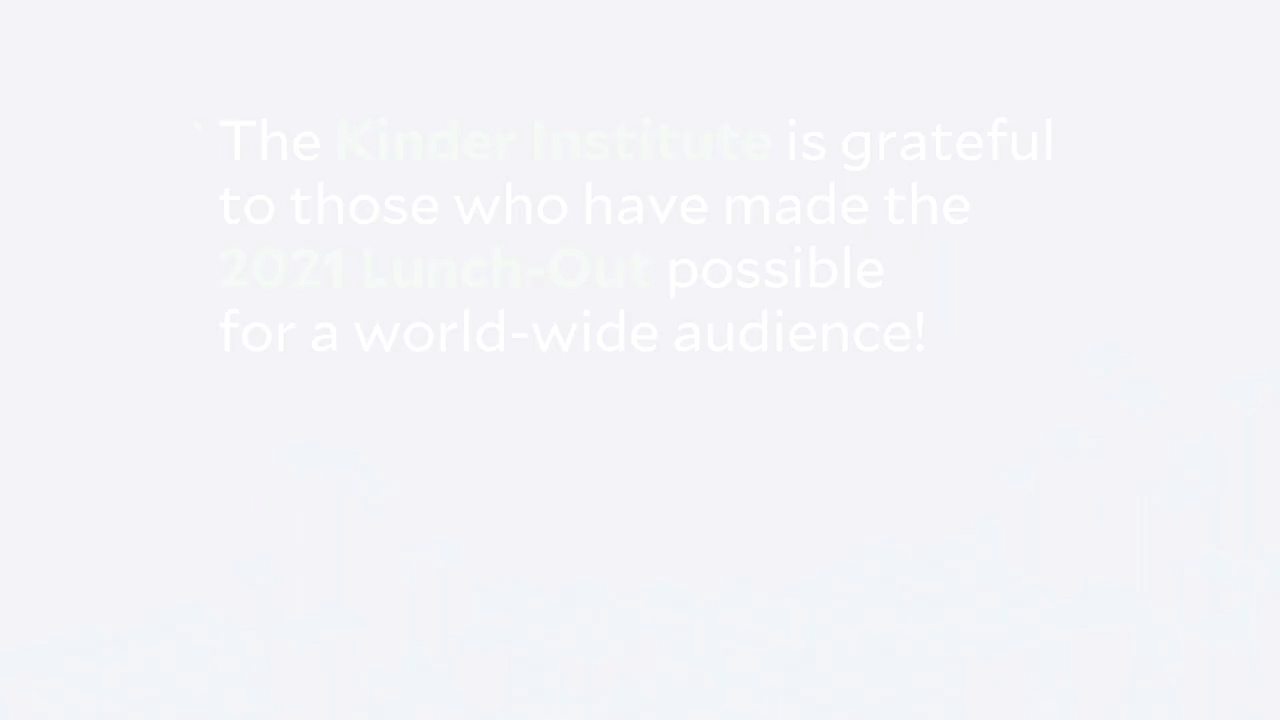 The Kinder Institute is grateful
to those who have made the
2021 Lunch-Out possible
for a world-wide audience!